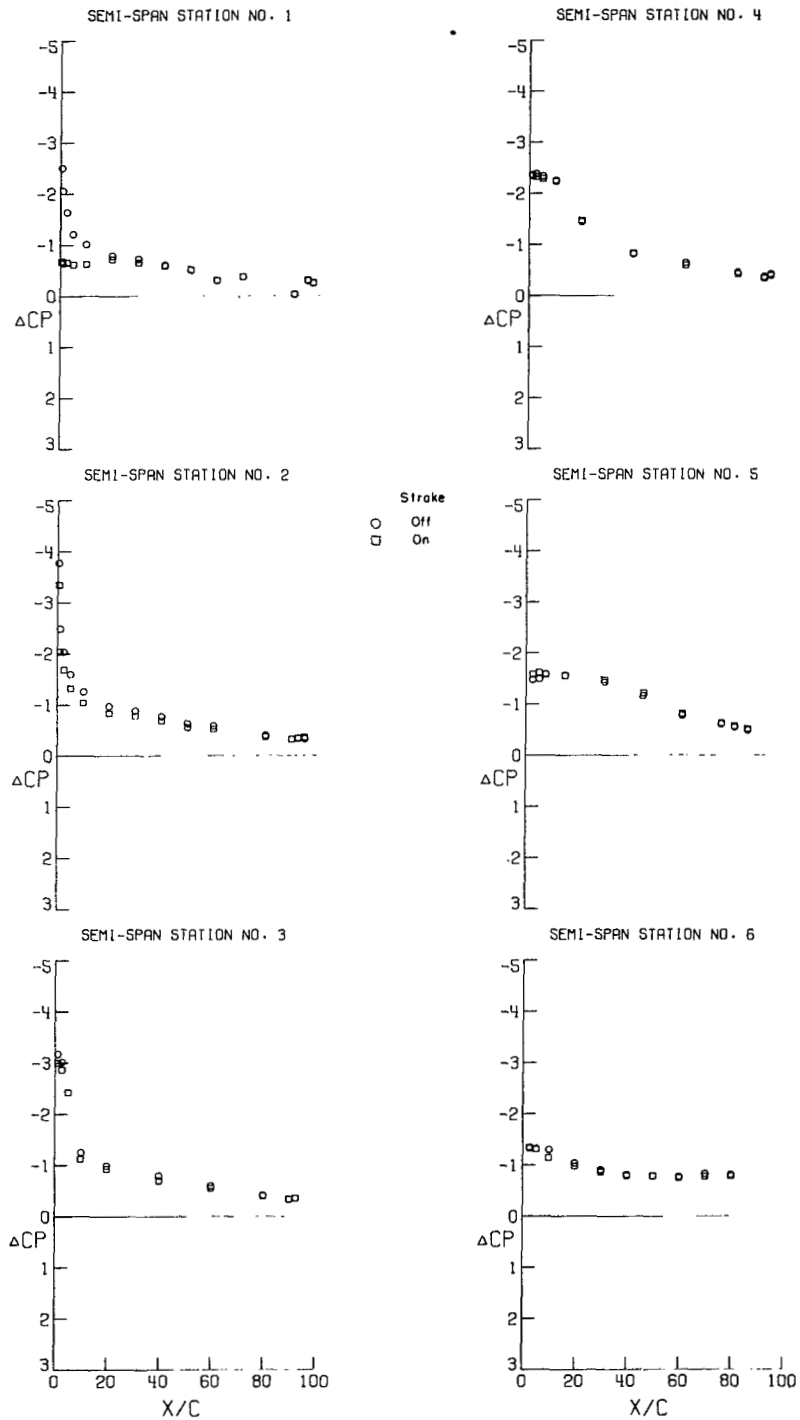 SEMI-SPAN STATION NO. 1
-5
-4
-3
-2
-1
0
ΔCP
1
2
3
SEMI-SPAN STATION NO. 4
-5
-4
-3
-2
-1
0
ΔCP
1
2
3
SEMI-SPAN STATION NO. 2
-5
-4
-3
-2
-1
0
ΔCP
1
2
3
Strake
Off
On
SEMI-SPAN STATION NO. 5
-5
-4
-3
-2
-1
0
ΔCP
1
2
3
SEMI-SPAN STATION NO. 3
-5
-4
-3
-2
-1
0
ΔCP
1
2
3
0 20 40 60 80 100
X/C
SEMI-SPAN STATION NO. 6
-5
-4
-3
-2
-1
0
ΔCP
1
2
3
0 20 40 60 80 100
X/C